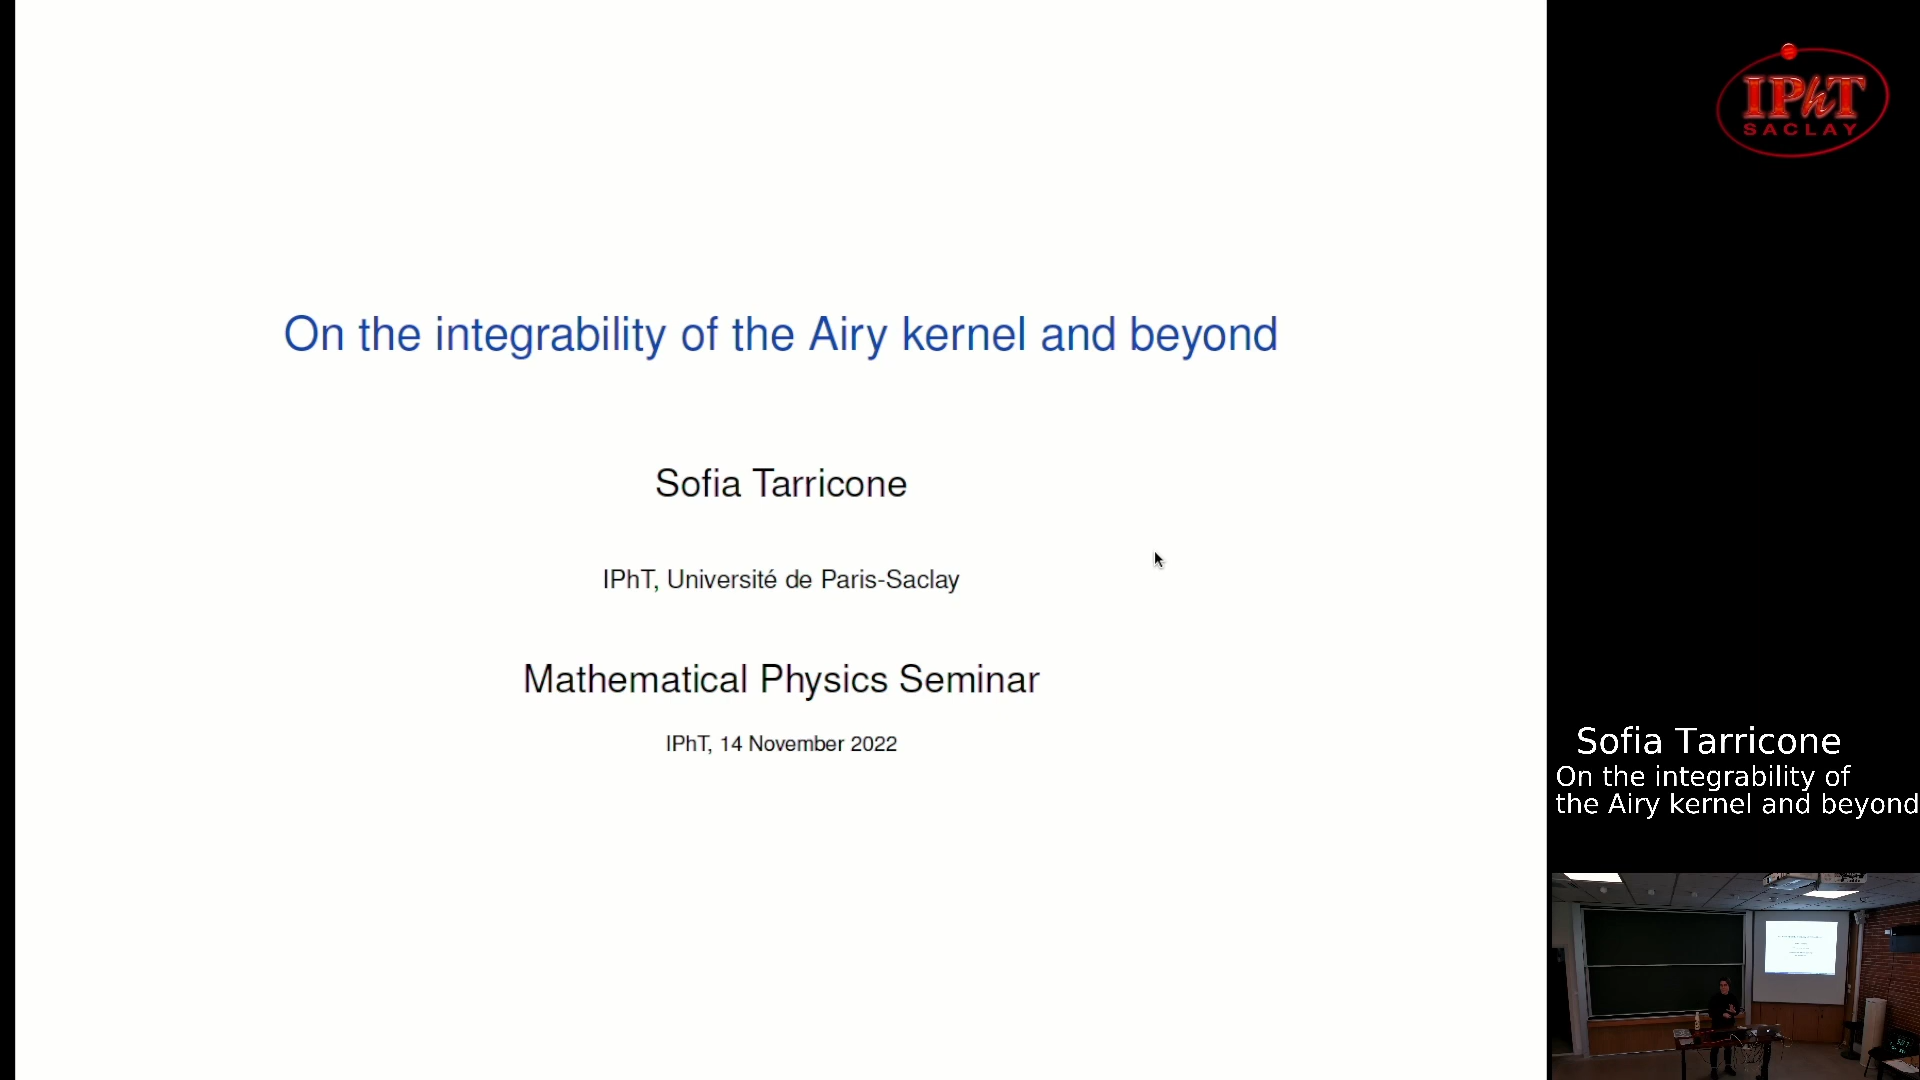 On the integrability of the Airy kernel and beyond
Sofia Tarricone
IPhT, Université de Paris-Saclay
Mathematical Physics Seminar
IPhT, 14 November 2022
IPhT
SACLAY
Sofia Tarricone
On the integrability of
the Airy kernel and beyond